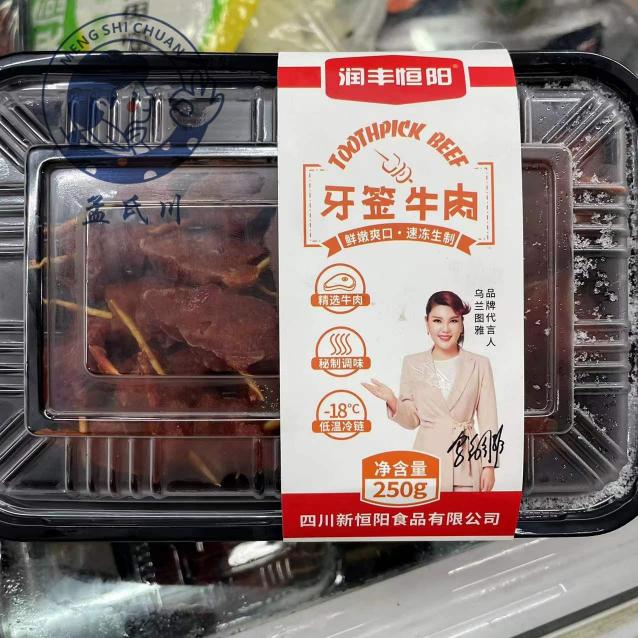 MENG SHI CHUAN
孟氏川
润丰恒阳®
TOOTHPICK BEEF
牙签牛肉
鲜嫩爽口·速冻生制
精选牛肉
秘制调味
-18℃
低温冷链
品牌代言人
乌兰图雅
净含量
250g
四川新恒阳食品有限公司